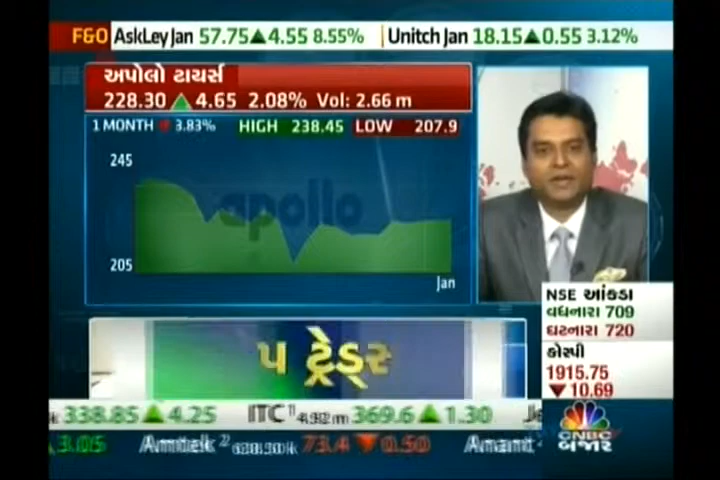 F&O AskLeyJan 57.75▲4.55 8.55% Unitch Jan 18.15▲0.55 3.12%
અપોલો ટાયર્સ
228.30 ▲ 4.65 2.08% Vol: 2.66 m
1 MONTH 3.83% HIGH 238.45 LOW 207.9
245
apollo
205
Jan
NSE આંકડા
વધનારા 709
ઘટનારા 720
૫ ટ્રેડ્ર્સ
કોસ્પી
1915.75
▼10.69
338.85 ▲ 4.25 ITC 369.6 ▲ 1.30
▲3.05 Amtek 73.4 ▼0.50 Amant
CNBC
બજાર